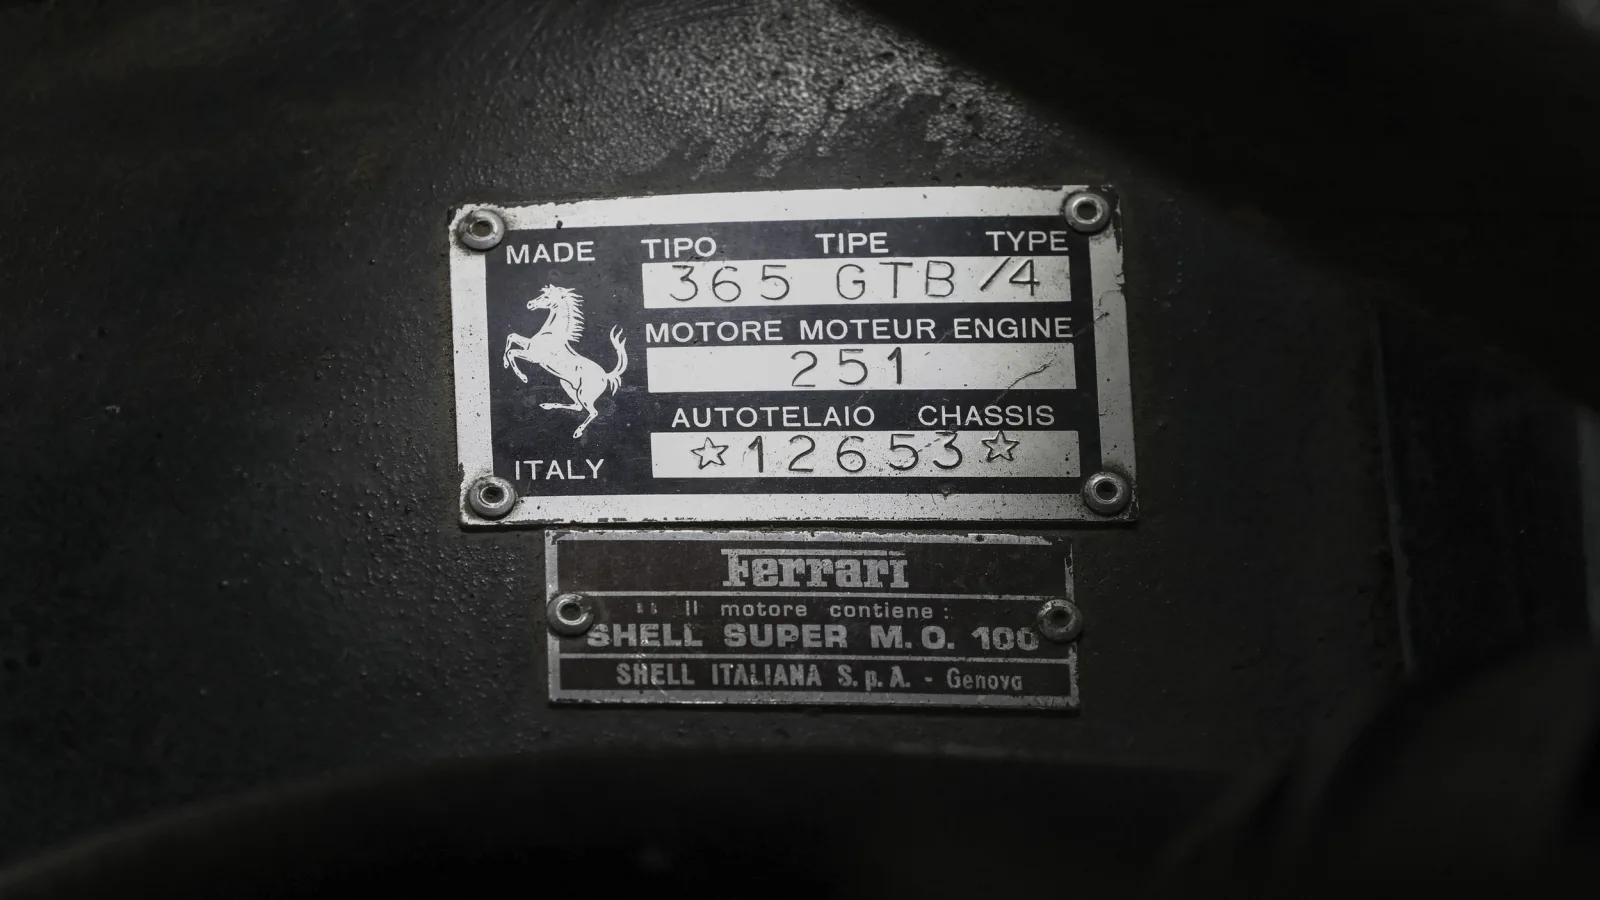 MADE TIPO TIPE TYPE
365 GTB/4
MOTORE MOTEUR ENGINE
251
AUTOTELAIO CHASSIS
☆12653☆
ITALY
Ferrari
Il motore contiene:
SHELL SUPER M.O. 100
SHELL ITALIANA S.p.A. - Genova